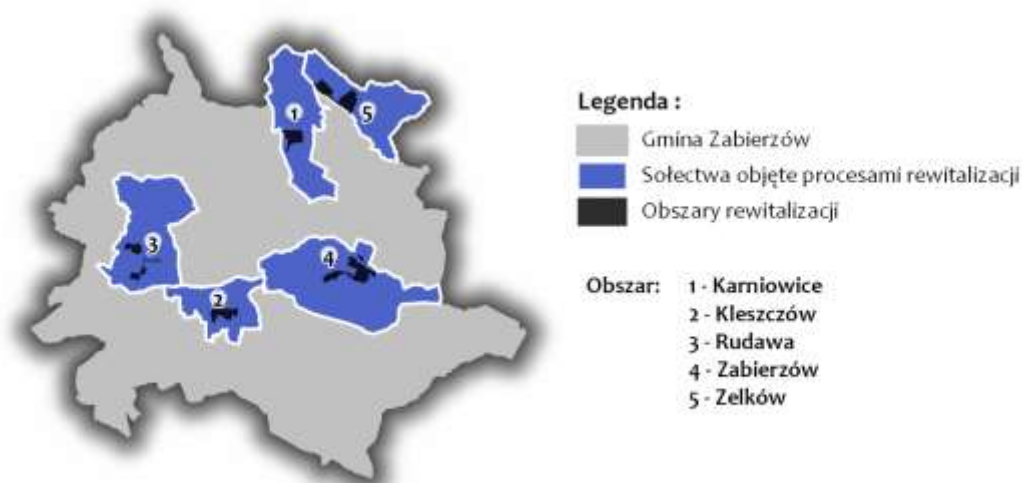 1
5
3
4
2
Legenda :
Gmina Zabierzów
Sołectwa objęte procesami rewitalizacji
Obszary rewitalizacji
Obszar: 1 - Karniowice
2 - Kleszczów
3 - Rudawa
4 - Zabierzów
5 - Zelków